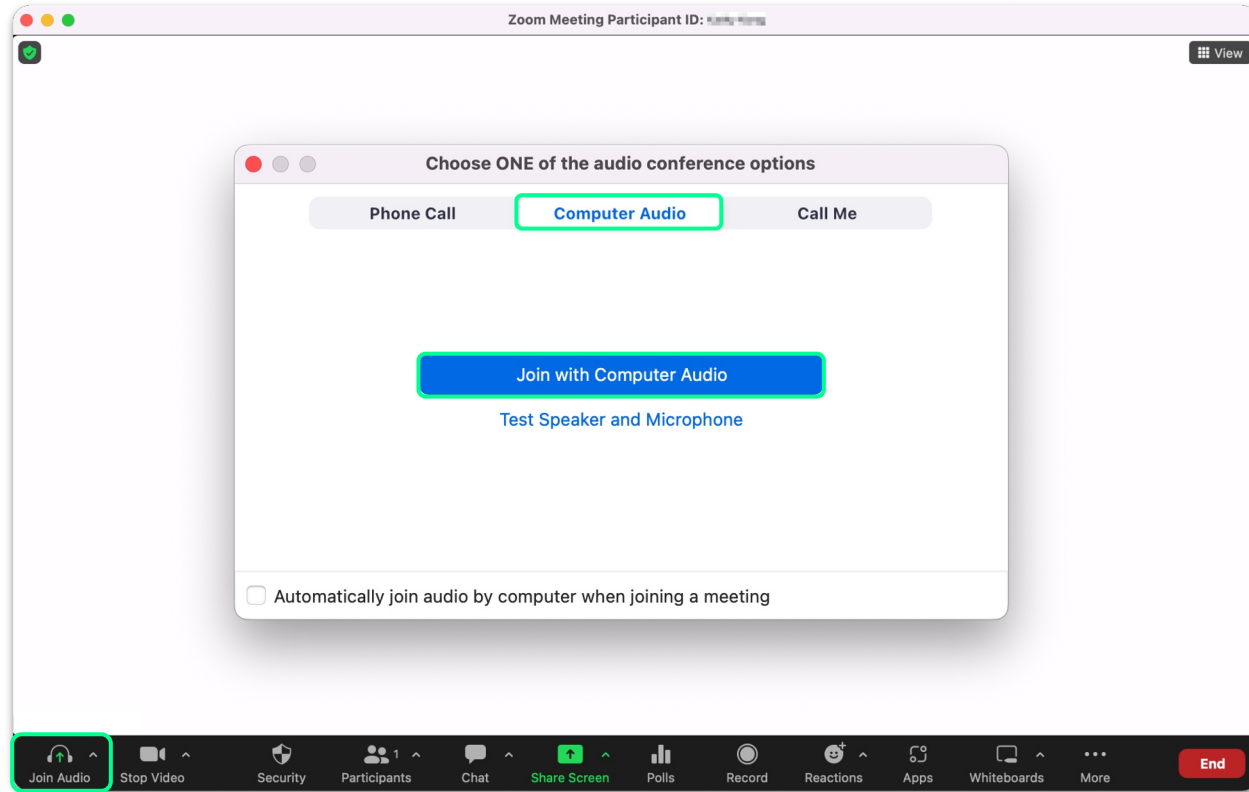 Zoom Meeting Participant ID:
View
Choose ONE of the audio conference options
Phone Call Computer Audio Call Me
Join with Computer Audio
Test Speaker and Microphone
Automatically join audio by computer when joining a meeting
1
Join Audio Stop Video Security Participants Chat Share Screen Polls Record Reactions Apps Whiteboards More End